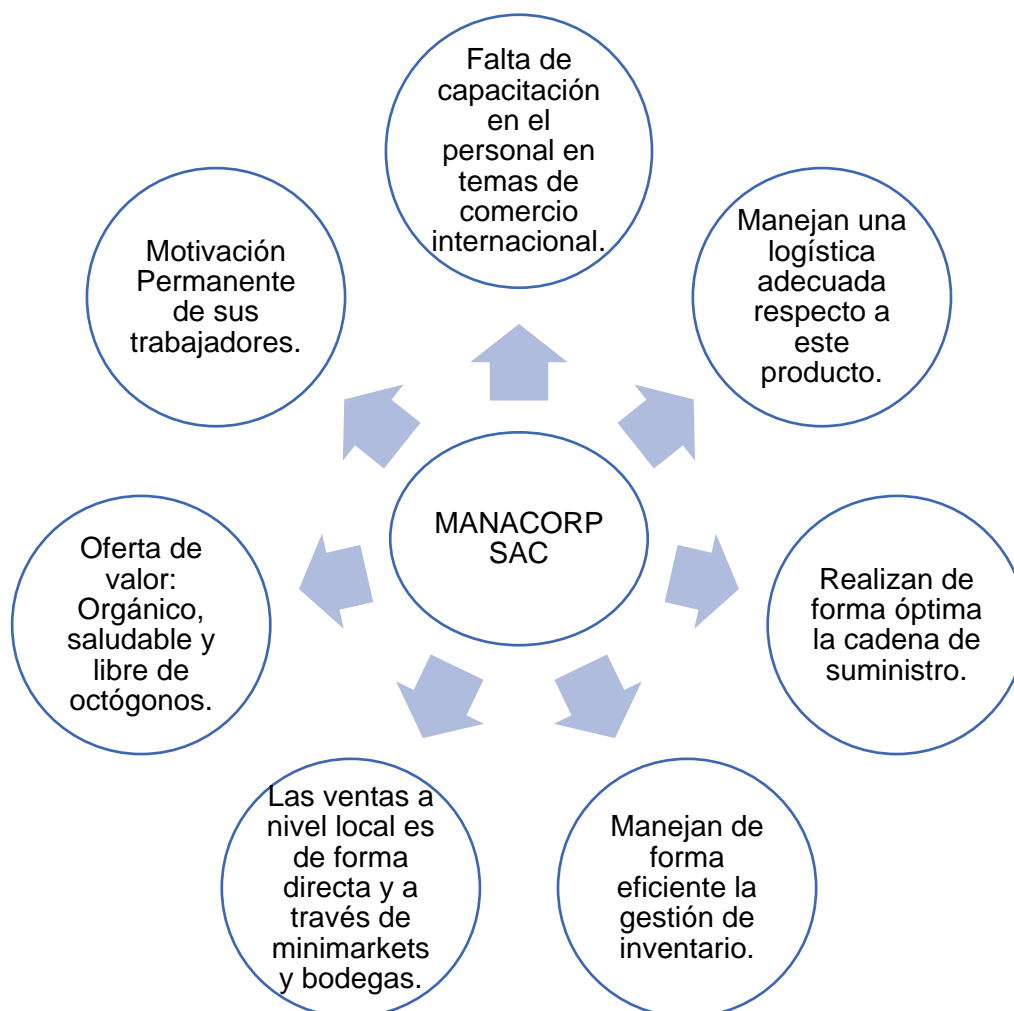 Falta de
capacitación
en el
personal en
temas de
comercio
internacional.
Manejan una
logística
adecuada
respecto a
este
producto.
Realizan de
forma óptima
la cadena de
suministro.
Manejan de
forma
eficiente la
gestión de
inventario.
Las ventas a
nivel local es
de forma
directa y a
través de
minimarkets
y bodegas.
Oferta de
valor:
Orgánico,
saludable y
libre de
octógonos.
Motivación
Permanente
de sus
trabajadores.
MANACORP
SAC